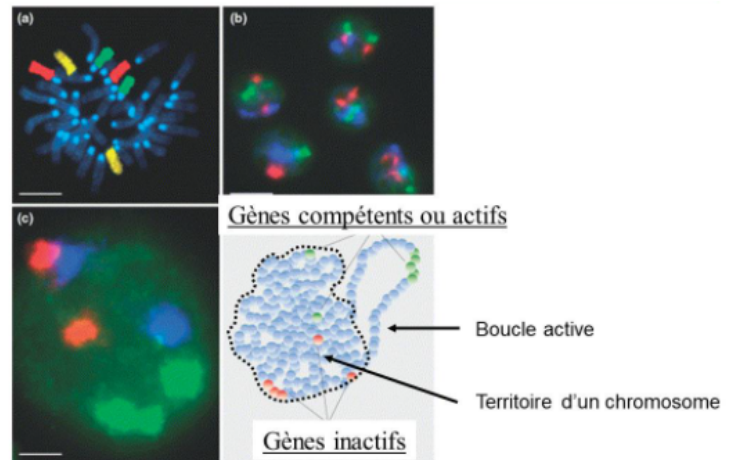 (a)
(b)
Gènes compétents ou actifs
(c)
Boucle active
Territoire d'un chromosome
Gènes inactifs